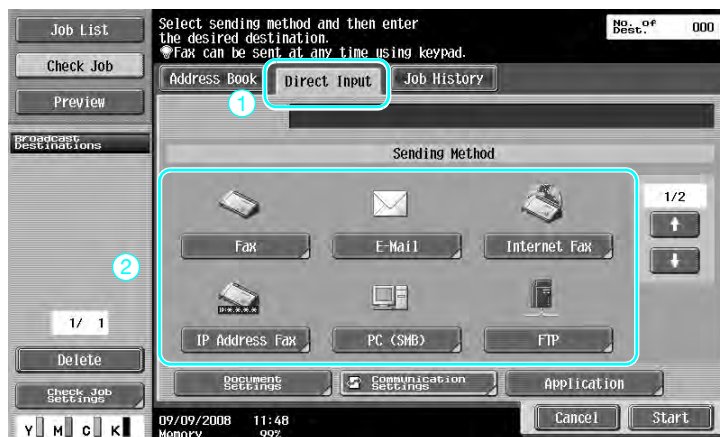 Job List
Check Job
Preview
Broadcast
Destinations
1/ 1
Delete
Check Job
Settings
Y M C K
Select sending method and then enter
the desired destination.
Fax can be sent at any time using keypad.
No. of
Dest. 000
Address Book
Direct Input
Job History
1
Sending Method
2
Fax
E-Mail
Internet Fax
1/2
IP Address Fax
PC (SMB)
FTP
Document
Settings
Communication
Settings
Application
09/09/2008 11:48
Memory 99%
Cancel
Start